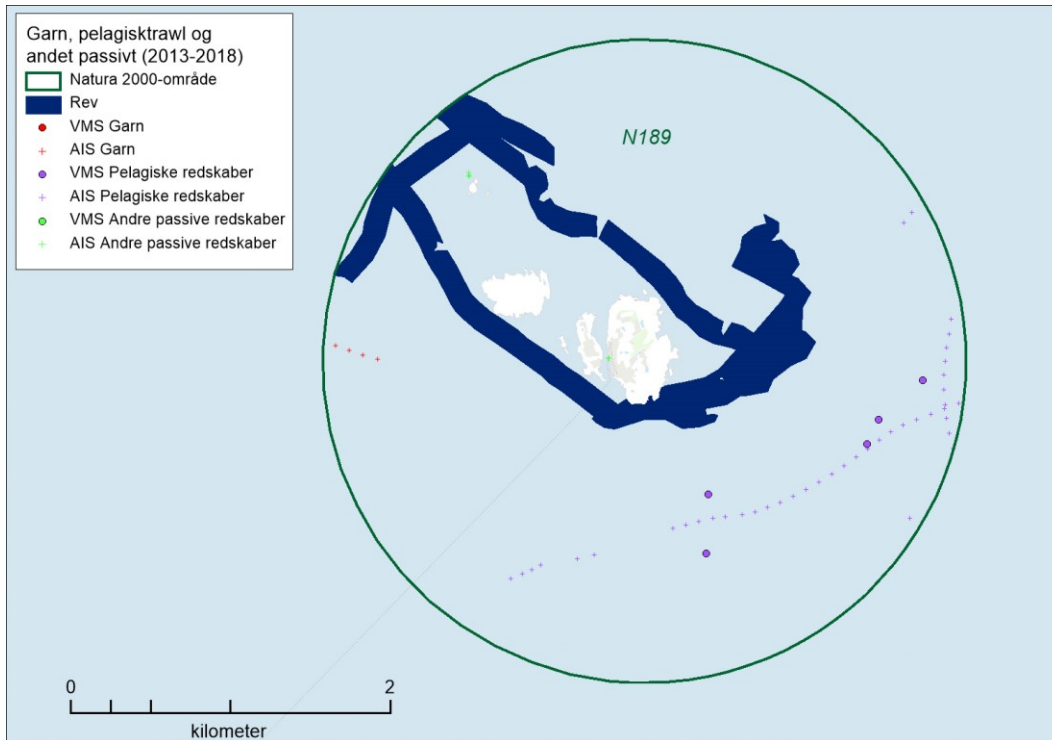 Garn, pelagisktrawl og
andet passivt (2013-2018)
Natura 2000-område
Rev
VMS Garn
AIS Garn
VMS Pelagiske redskaber
AIS Pelagiske redskaber
VMS Andre passive redskaber
AIS Andre passive redskaber
N189
0
2
kilometer